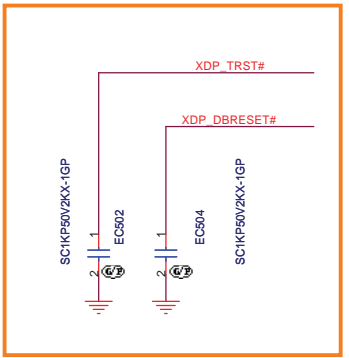 XDP_TRST#
XDP_DBRESET#
SC1KP50V2KX-1GP
EC502
EC504
SC1KP50V2KX-1GP
1
1
2
2